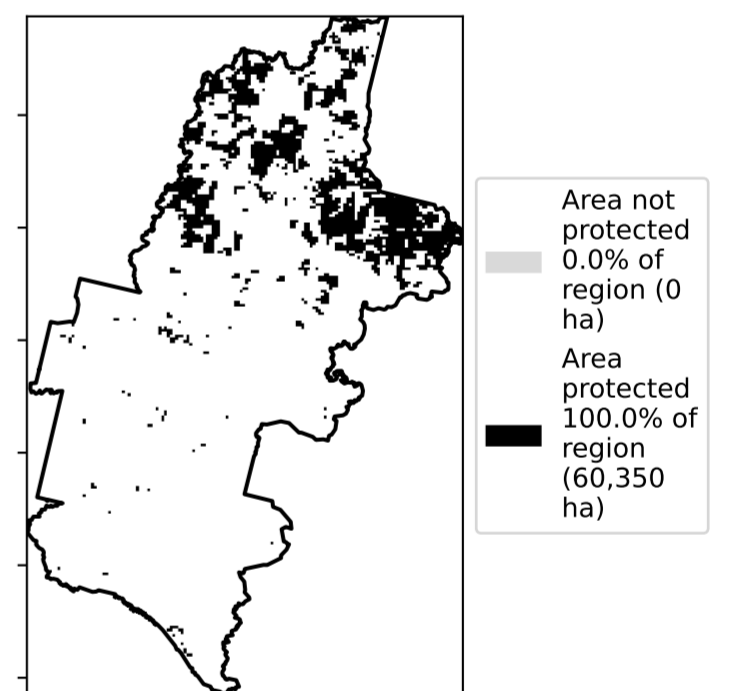 Area not
protected
0.0% of
region (0
ha)
Area
protected
100.0% of
region
(60,350
ha)